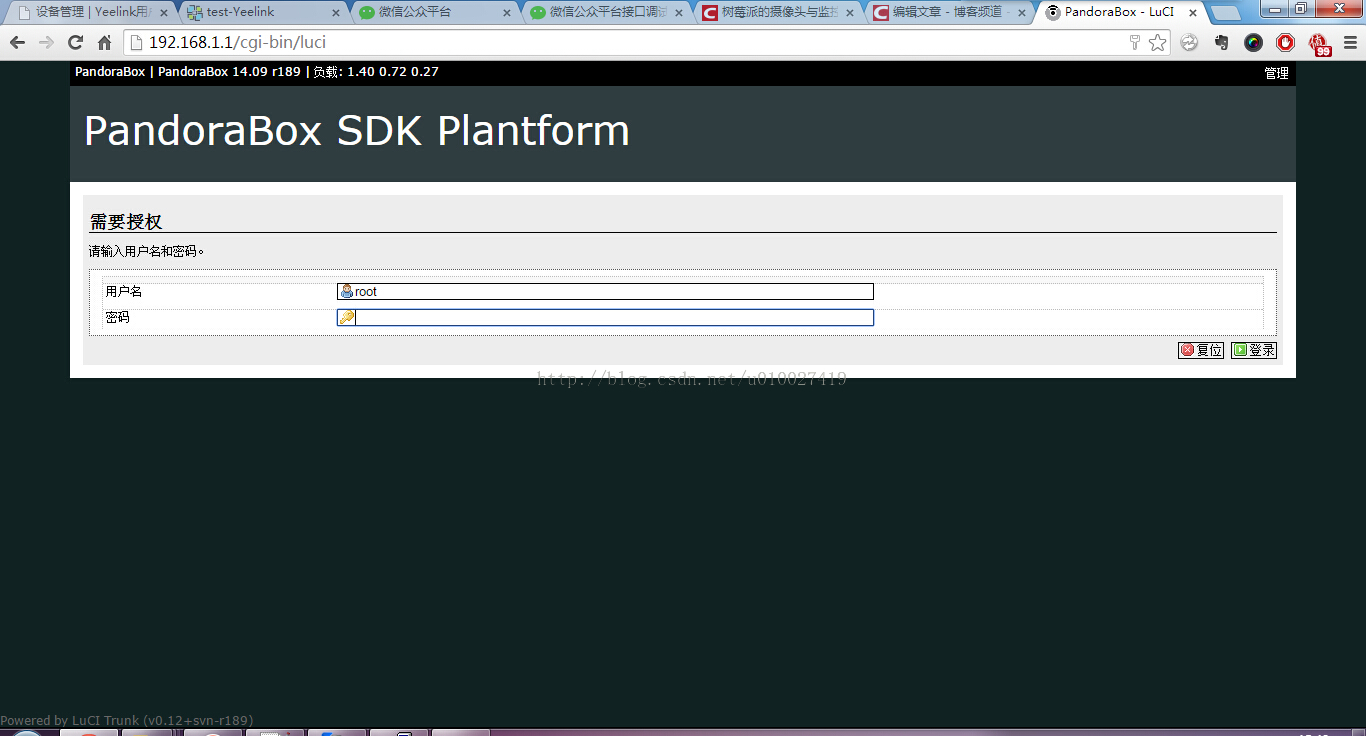 设备管理 | Yeelink用户 test-Yeelink 微信公众平台 微信公众平台接口调试 树莓派的摄像头与监控 编辑文章 - 博客频道 - PandoraBox - LuCI
192.168.1.1/cgi-bin/luci 99
PandoraBox | PandoraBox 14.09 r189 | 负载: 1.40 0.72 0.27 管理
PandoraBox SDK Plantform
需要授权
请输入用户名和密码。
用户名 root
密码
复位 登录
http://blog.csdn.net/u010027419
Powered by LuCI Trunk (v0.12+svn-r189)